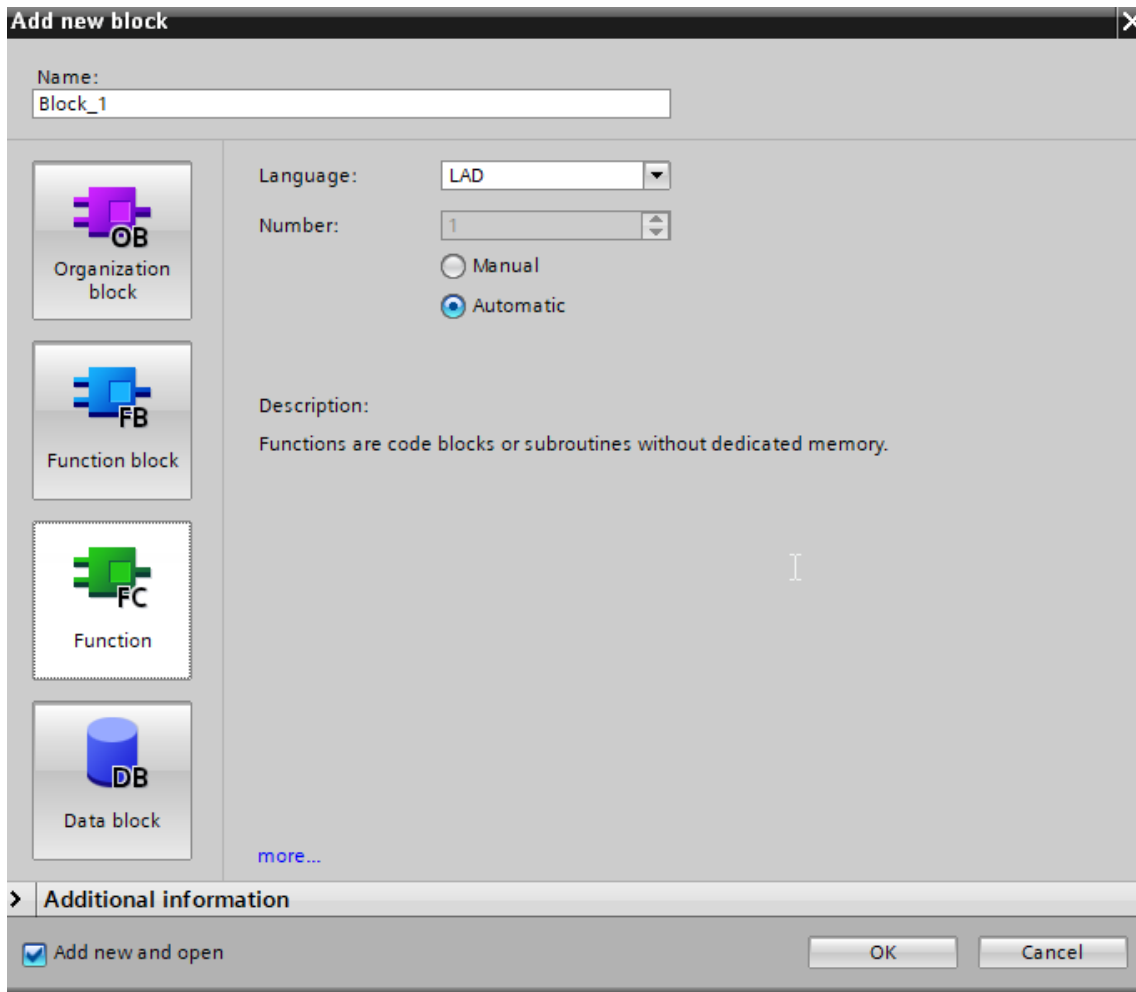 Add new block
Name:
Block_1
OB
Organization
block
FB
Function block
FC
Function
DB
Data block
Language:
LAD
Number:
1
Manual
Automatic
Description:
Functions are code blocks or subroutines without dedicated memory.
more...
Additional information
Add new and open
OK
Cancel